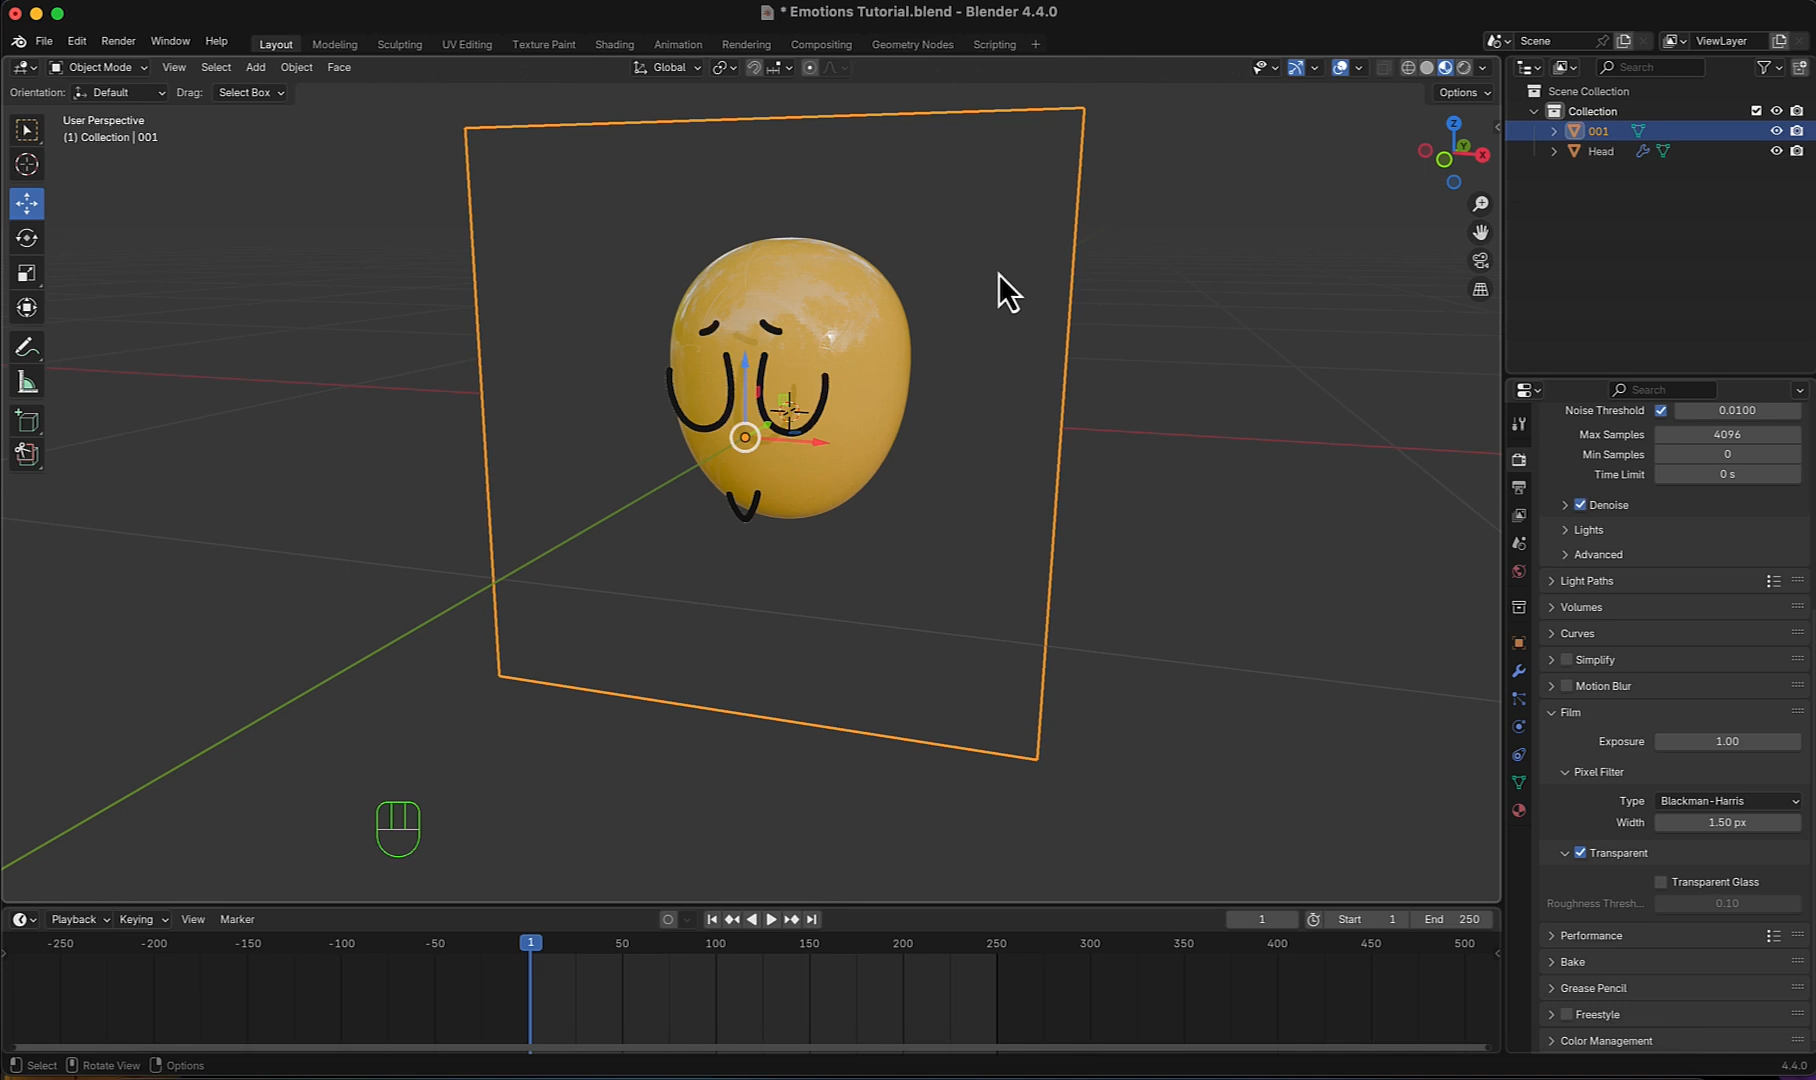 * Emotions Tutorial.blend - Blender 4.4.0
File Edit Render Window Help
Layout Modeling Sculpting UV Editing Texture Paint Shading Animation Rendering Compositing Geometry Nodes Scripting +
Scene
ViewLayer
Object Mode View Select Add Object Face
Global
Search
Orientation: Default Drag: Select Box
Options
User Perspective
(1) Collection | 001
Z
Y
X
Scene Collection
Collection
001
Head
Search
Noise Threshold 0.0100
Max Samples 4096
Min Samples 0
Time Limit 0 s
Denoise
Lights
Advanced
Light Paths
Volumes
Curves
Simplify
Motion Blur
Film
Exposure 1.00
Pixel Filter
Type Blackman-Harris
Width 1.50 px
Transparent
Transparent Glass
Roughness Thresh... 0.10
Performance
Bake
Grease Pencil
Freestyle
Color Management
Playback Keying View Marker
1 Start 1 End 250
-250 -200 -150 -100 -50 1 50 100 150 200 250 300 350 400 450 500
Select Rotate View Options
4.4.0